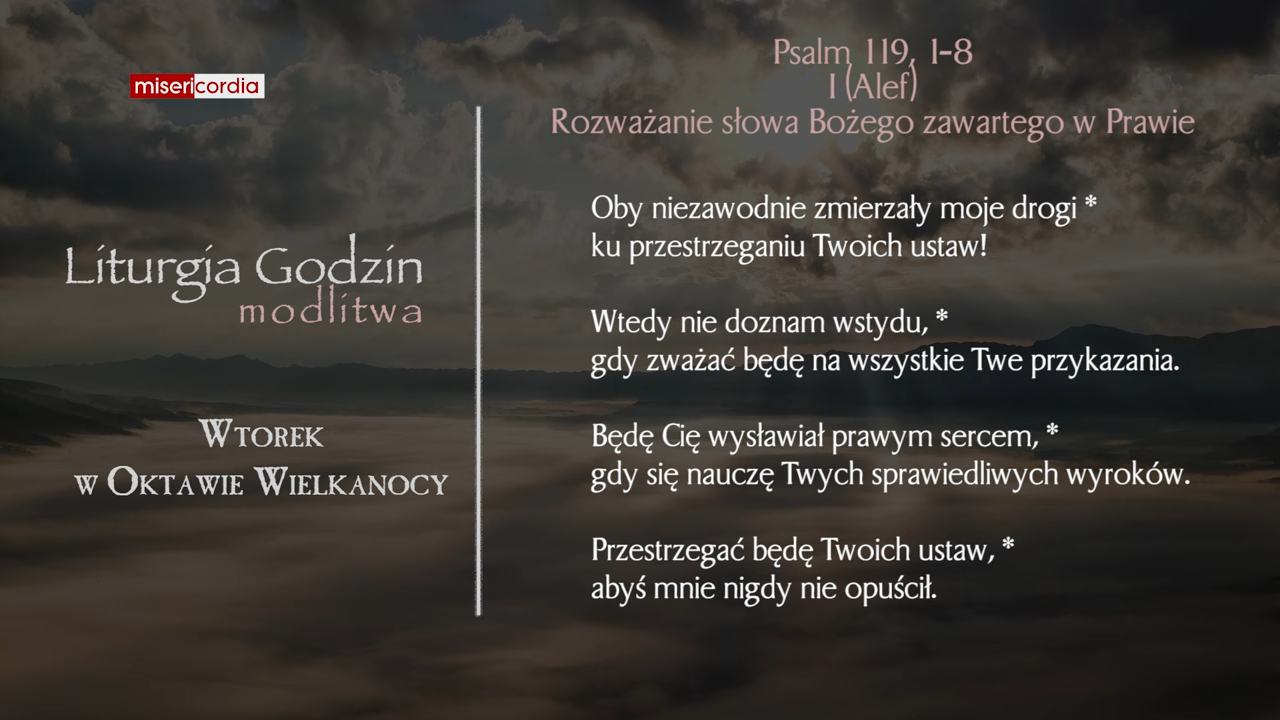 misericordia
Liturgia Godzin
modlitwa
Wtorek
w Oktawie Wielkanocy
Psalm 119, 1-8
I (Alef)
Rozważanie słowa Bożego zawartego w Prawie
Oby niezawodnie zmierzały moje drogi *
ku przestrzeganiu Twoich ustaw!
Wtedy nie doznam wstydu, *
gdy zważać będę na wszystkie Twe przykazania.
Będę Cię wysławiał prawym sercem, *
gdy się nauczę Twych sprawiedliwych wyroków.
Przestrzegać będę Twoich ustaw, *
abyś mnie nigdy nie opuścił.